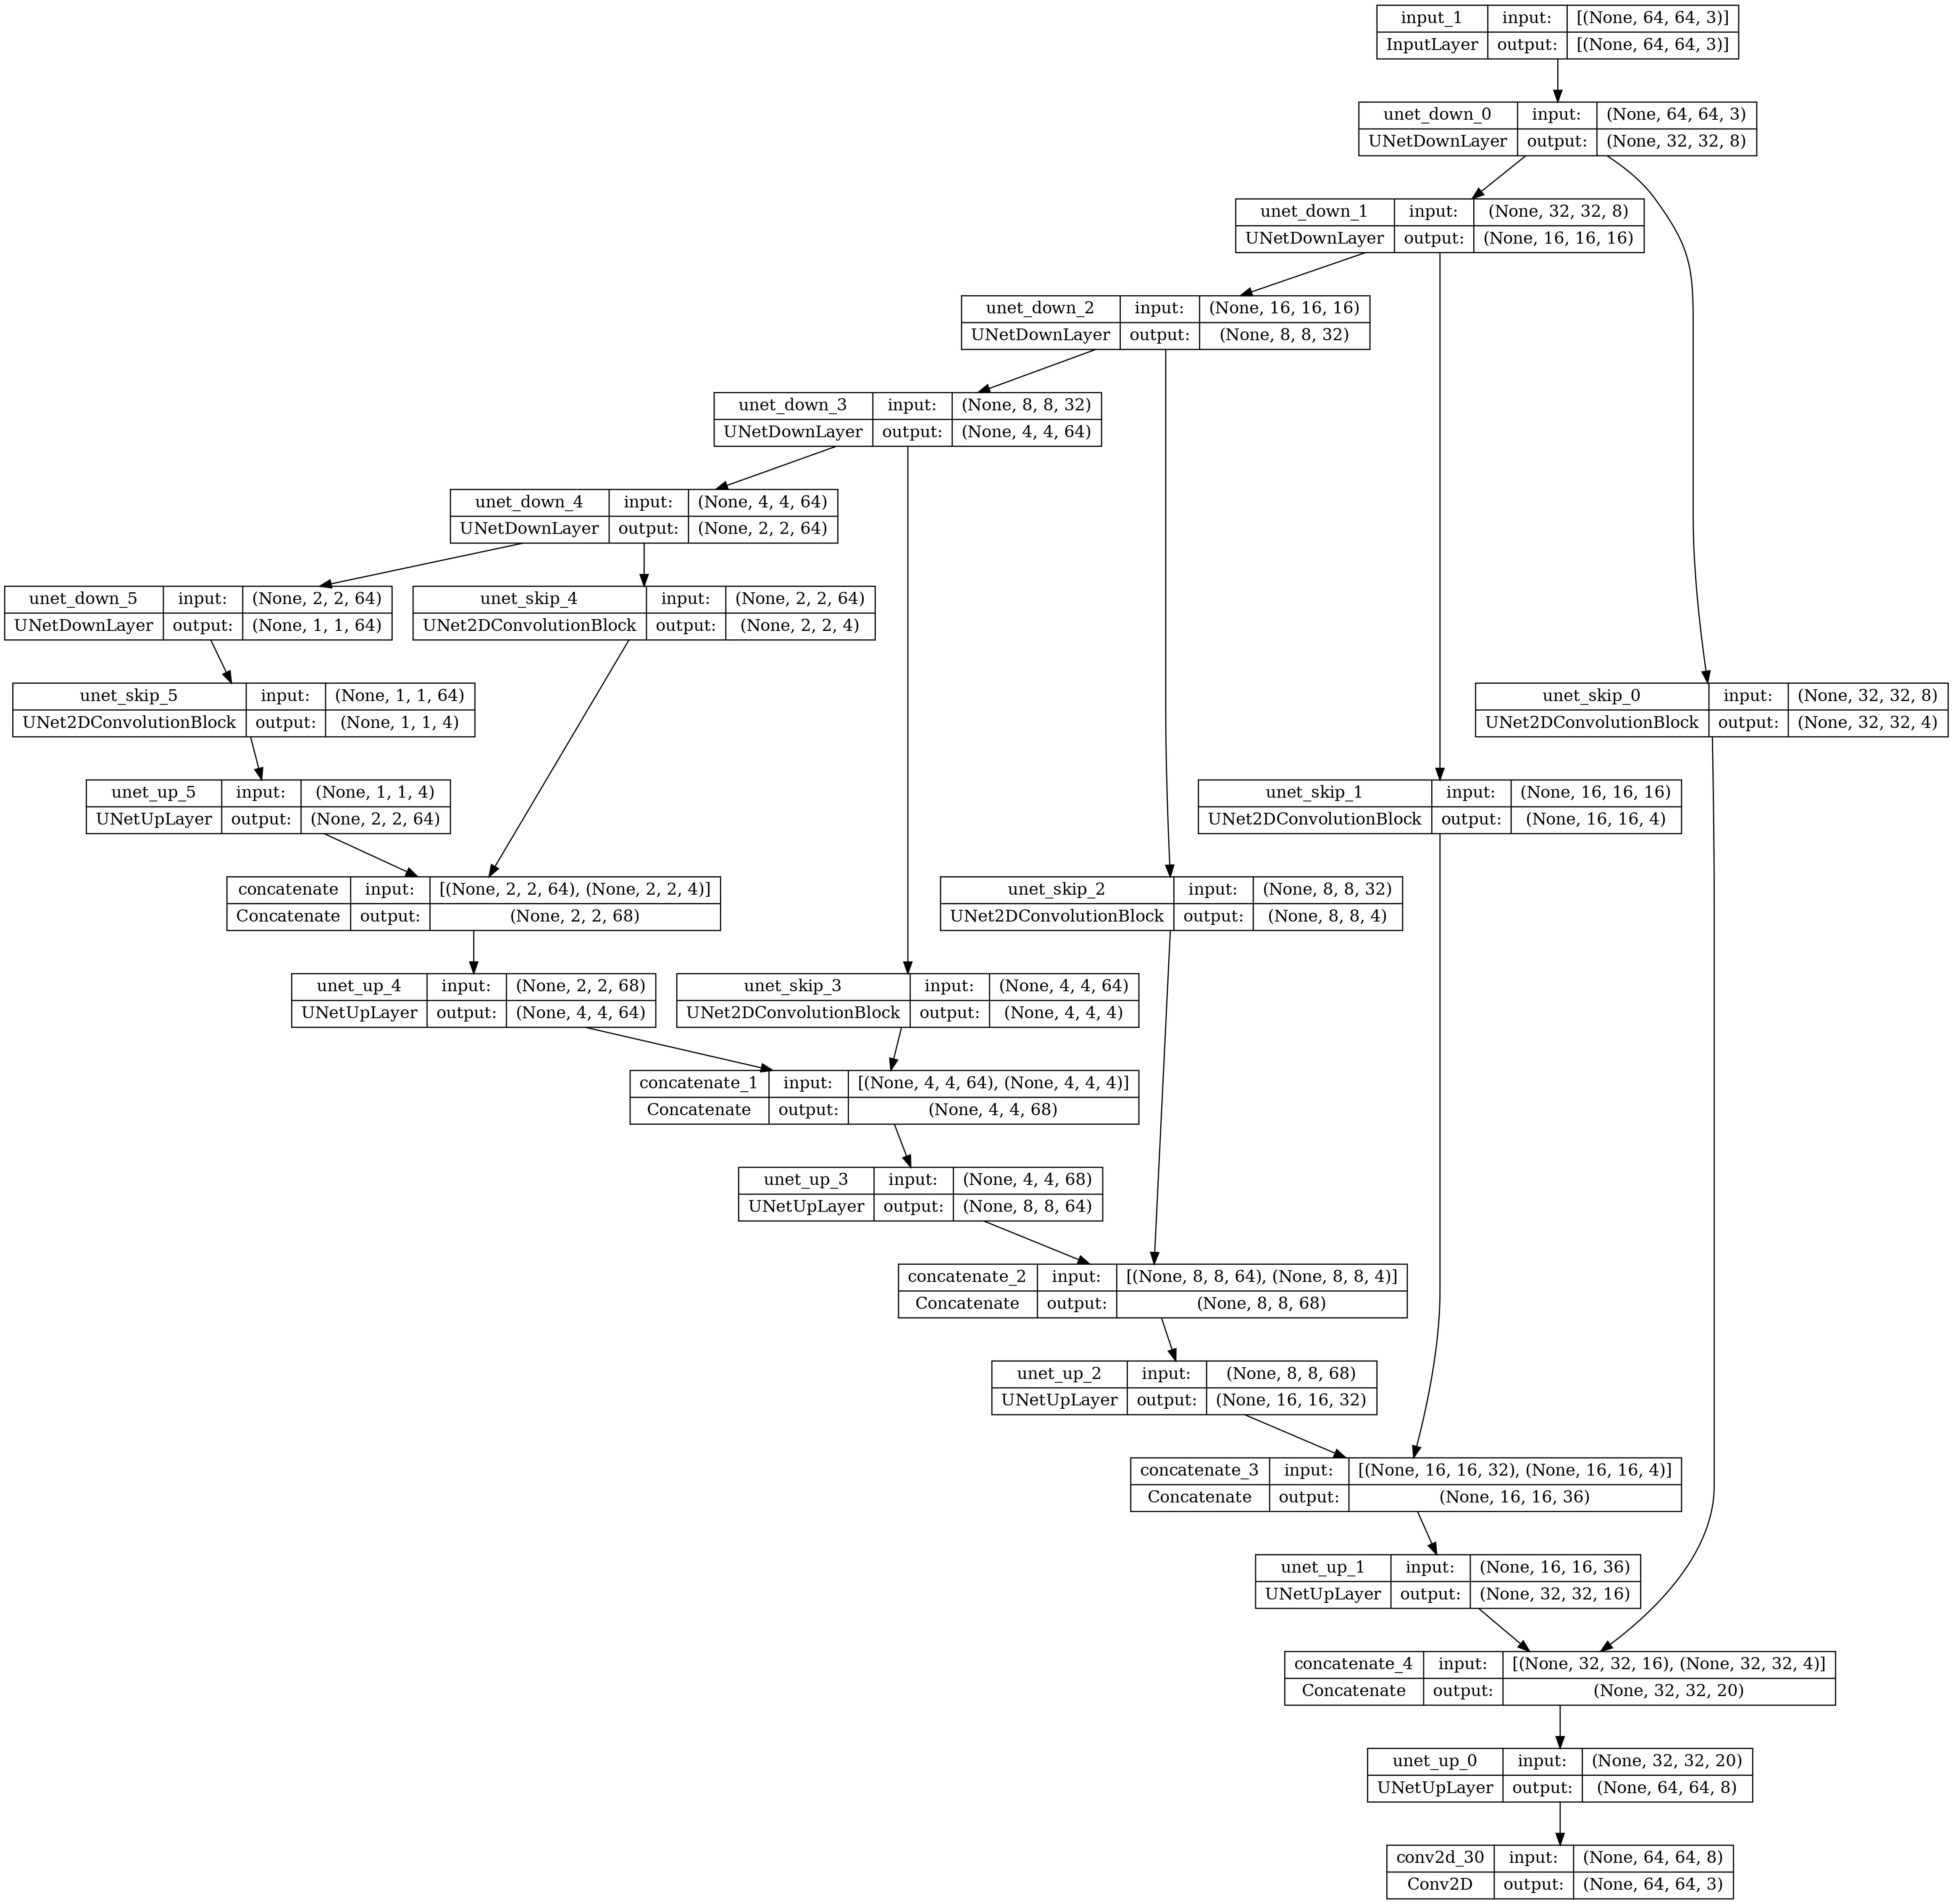 input_1 input: [(None, 64, 64, 3)]
InputLayer output: [(None, 64, 64, 3)]
unet_down_0 input: (None, 64, 64, 3)
UNetDownLayer output: (None, 32, 32, 8)
unet_down_1 input: (None, 32, 32, 8)
UNetDownLayer output: (None, 16, 16, 16)
unet_down_2 input: (None, 16, 16, 16)
UNetDownLayer output: (None, 8, 8, 32)
unet_down_3 input: (None, 8, 8, 32)
UNetDownLayer output: (None, 4, 4, 64)
unet_down_4 input: (None, 4, 4, 64)
UNetDownLayer output: (None, 2, 2, 64)
unet_down_5 input: (None, 2, 2, 64)
UNetDownLayer output: (None, 1, 1, 64)
unet_skip_4 input: (None, 2, 2, 64)
UNet2DConvolutionBlock output: (None, 2, 2, 4)
unet_skip_5 input: (None, 1, 1, 64)
UNet2DConvolutionBlock output: (None, 1, 1, 4)
unet_skip_0 input: (None, 32, 32, 8)
UNet2DConvolutionBlock output: (None, 32, 32, 4)
unet_up_5 input: (None, 1, 1, 4)
UNetUpLayer output: (None, 2, 2, 64)
unet_skip_1 input: (None, 16, 16, 16)
UNet2DConvolutionBlock output: (None, 16, 16, 4)
concatenate input: [(None, 2, 2, 64), (None, 2, 2, 4)]
Concatenate output: (None, 2, 2, 68)
unet_skip_2 input: (None, 8, 8, 32)
UNet2DConvolutionBlock output: (None, 8, 8, 4)
unet_up_4 input: (None, 2, 2, 68)
UNetUpLayer output: (None, 4, 4, 64)
unet_skip_3 input: (None, 4, 4, 64)
UNet2DConvolutionBlock output: (None, 4, 4, 4)
concatenate_1 input: [(None, 4, 4, 64), (None, 4, 4, 4)]
Concatenate output: (None, 4, 4, 68)
unet_up_3 input: (None, 4, 4, 68)
UNetUpLayer output: (None, 8, 8, 64)
concatenate_2 input: [(None, 8, 8, 64), (None, 8, 8, 4)]
Concatenate output: (None, 8, 8, 68)
unet_up_2 input: (None, 8, 8, 68)
UNetUpLayer output: (None, 16, 16, 32)
concatenate_3 input: [(None, 16, 16, 32), (None, 16, 16, 4)]
Concatenate output: (None, 16, 16, 36)
unet_up_1 input: (None, 16, 16, 36)
UNetUpLayer output: (None, 32, 32, 16)
concatenate_4 input: [(None, 32, 32, 16), (None, 32, 32, 4)]
Concatenate output: (None, 32, 32, 20)
unet_up_0 input: (None, 32, 32, 20)
UNetUpLayer output: (None, 64, 64, 8)
conv2d_30 input: (None, 64, 64, 8)
Conv2D output: (None, 64, 64, 3)